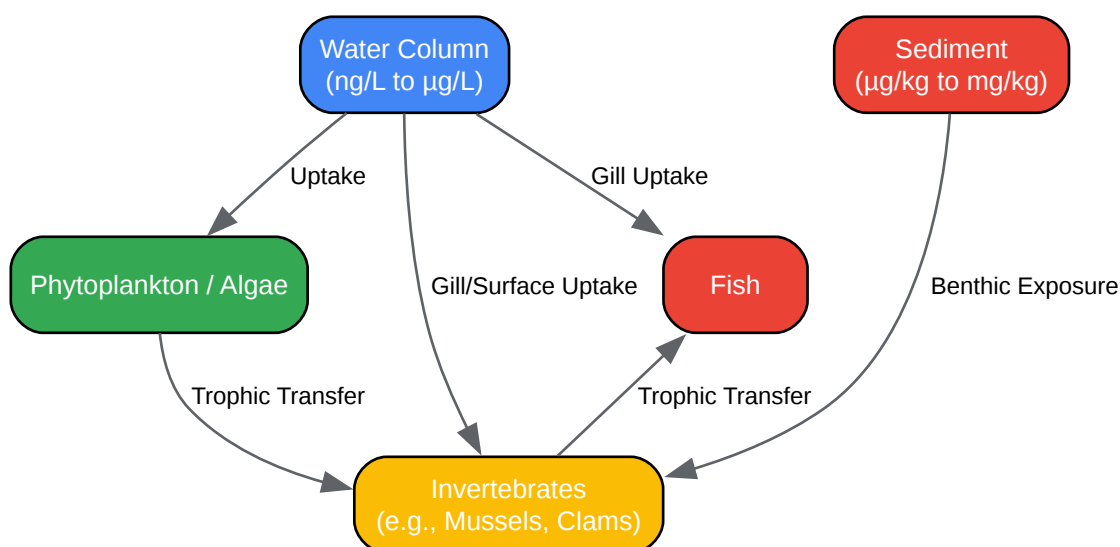 Water Column
(ng/L to µg/L)
Sediment
(µg/kg to mg/kg)
Uptake
Gill Uptake
Phytoplankton / Algae
Gill/Surface Uptake
Fish
Benthic Exposure
Trophic Transfer
Trophic Transfer
Invertebrates
(e.g., Mussels, Clams)